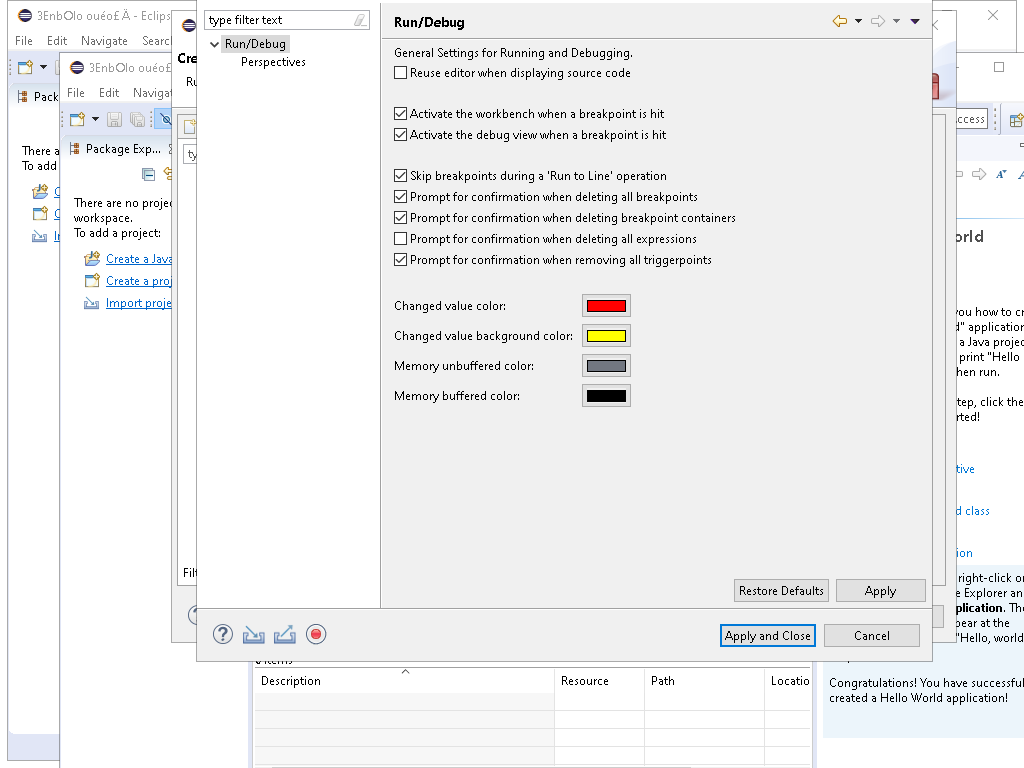 3EnbOlo ouéo£Ä - Eclips
File Edit Navigate Searc
Pack
There a
To add
3EnbOlo ouéo£
File Edit Naviga
Package Exp...
There are no proje
workspace.
To add a project:
Create a Java
Create a proj
Import proje
Cre
Ru
ty
Filt
type filter text
Run/Debug
Perspectives
Run/Debug
General Settings for Running and Debugging.
Reuse editor when displaying source code
Activate the workbench when a breakpoint is hit
Activate the debug view when a breakpoint is hit
Skip breakpoints during a 'Run to Line' operation
Prompt for confirmation when deleting all breakpoints
Prompt for confirmation when deleting breakpoint containers
Prompt for confirmation when deleting all expressions
Prompt for confirmation when removing all triggerpoints
Changed value color:
Changed value background color:
Memory unbuffered color:
Memory buffered color:
Restore Defaults Apply
Apply and Close Cancel
ccess
orld
you how to cr
d" application
a Java projec
print "Hello
hen run.
tep, click the
rted!
tive
d class
ion
right-click or
e Explorer an
plication. The
pear at the
"Hello, world
Congratulations! You have successful
created a Hello World application!
Description Resource Path Locatio